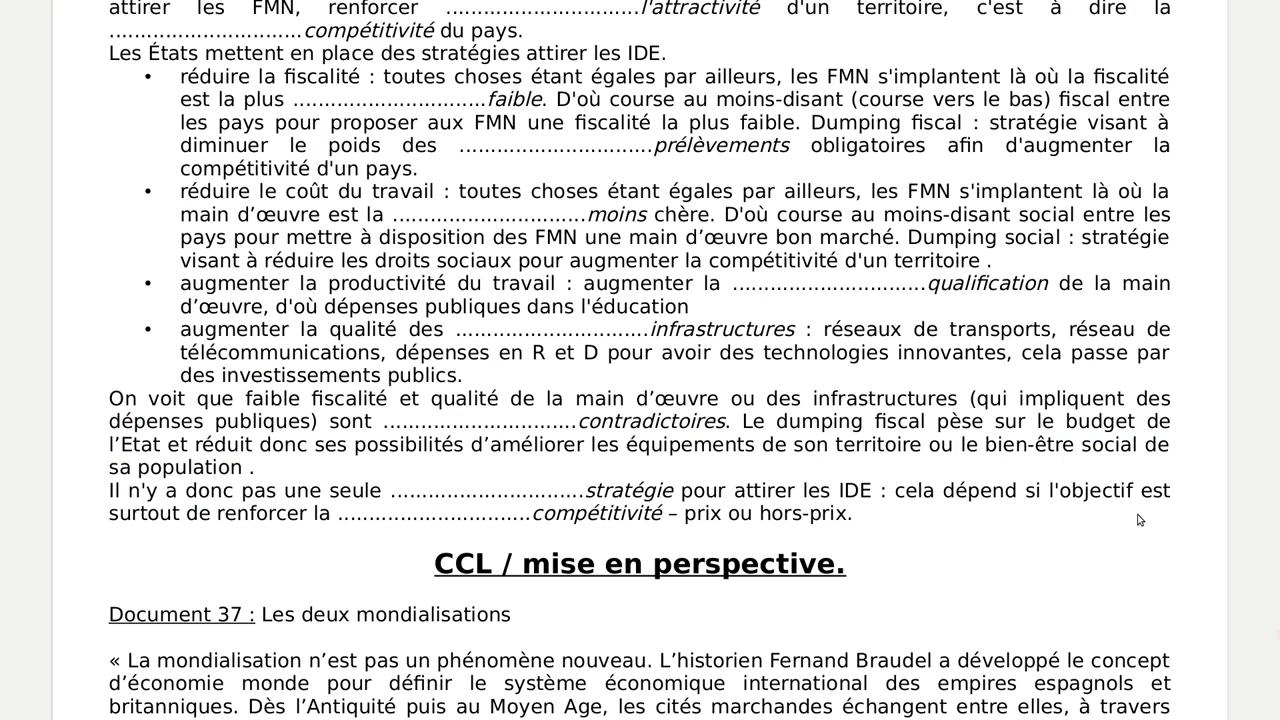 attirer les FMN, renforcer ...............................l'attractivité d'un territoire, c'est à dire la
...............................compétitivité du pays.
Les États mettent en place des stratégies attirer les IDE.
• réduire la fiscalité : toutes choses étant égales par ailleurs, les FMN s'implantent là où la fiscalité
est la plus ...............................faible. D'où course au moins-disant (course vers le bas) fiscal entre
les pays pour proposer aux FMN une fiscalité la plus faible. Dumping fiscal : stratégie visant à
diminuer le poids des ...............................prélèvements obligatoires afin d'augmenter la
compétitivité d'un pays.
• réduire le coût du travail : toutes choses étant égales par ailleurs, les FMN s'implantent là où la
main d’œuvre est la ...............................moins chère. D'où course au moins-disant social entre les
pays pour mettre à disposition des FMN une main d’œuvre bon marché. Dumping social : stratégie
visant à réduire les droits sociaux pour augmenter la compétitivité d'un territoire .
• augmenter la productivité du travail : augmenter la ...............................qualification de la main
d’œuvre, d'où dépenses publiques dans l'éducation
• augmenter la qualité des ...............................infrastructures : réseaux de transports, réseau de
télécommunications, dépenses en R et D pour avoir des technologies innovantes, cela passe par
des investissements publics.
On voit que faible fiscalité et qualité de la main d’œuvre ou des infrastructures (qui impliquent des
dépenses publiques) sont ...............................contradictoires. Le dumping fiscal pèse sur le budget de
l’Etat et réduit donc ses possibilités d’améliorer les équipements de son territoire ou le bien-être social de
sa population .
Il n'y a donc pas une seule ...............................stratégie pour attirer les IDE : cela dépend si l'objectif est
surtout de renforcer la ...............................compétitivité – prix ou hors-prix.
CCL / mise en perspective.
Document 37 : Les deux mondialisations
« La mondialisation n’est pas un phénomène nouveau. L’historien Fernand Braudel a développé le concept
d’économie monde pour définir le système économique international des empires espagnols et
britanniques. Dès l’Antiquité puis au Moyen Age, les cités marchandes échangent entre elles, à travers